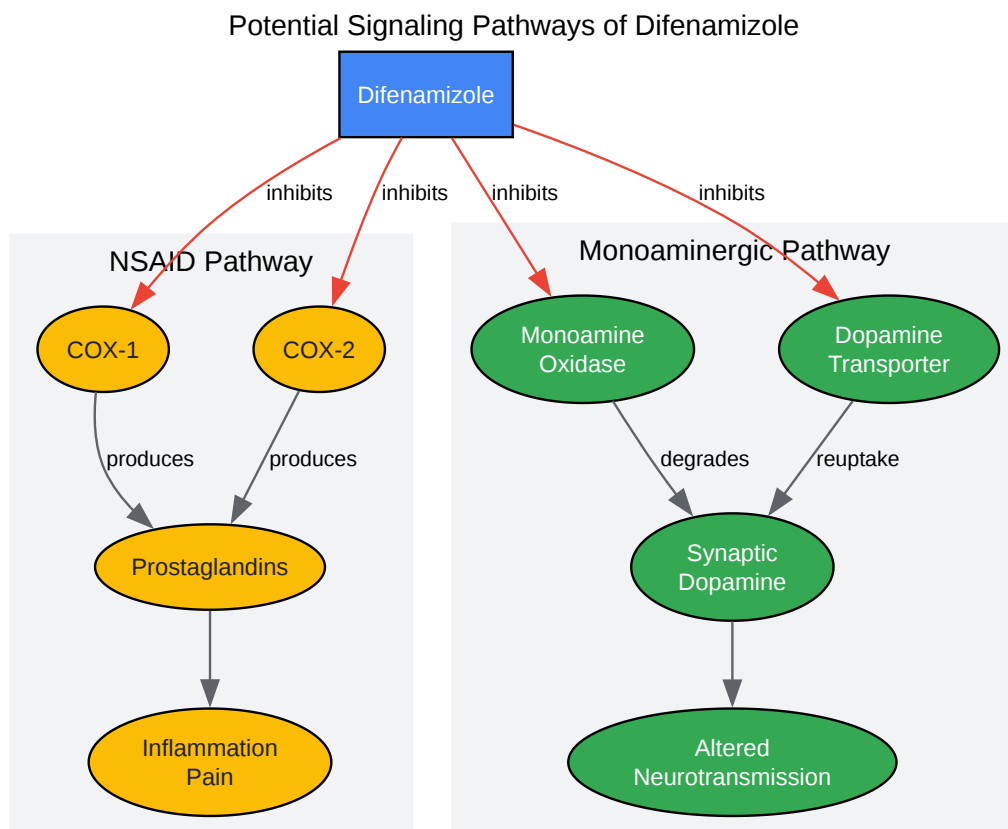 Potential Signaling Pathways of Difenamizole
Difenamizole
inhibits
inhibits
inhibits
inhibits
NSAID Pathway
Monoaminergic Pathway
COX-1
COX-2
Monoamine
Oxidase
Dopamine
Transporter
produces
produces
degrades
reuptake
Prostaglandins
Synaptic
Dopamine
Inflammation
Pain
Altered
Neurotransmission